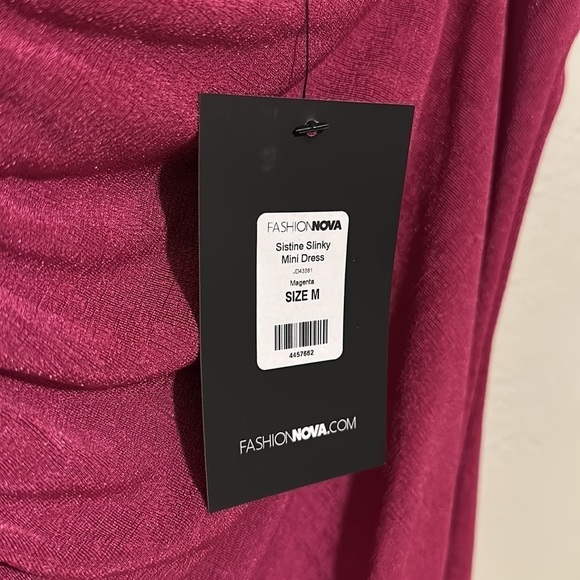 FASHIONNOVA
Sistine Slinky
Mini Dress
JD43381
Magenta
SIZE M
4457662
FASHIONNOVA.COM